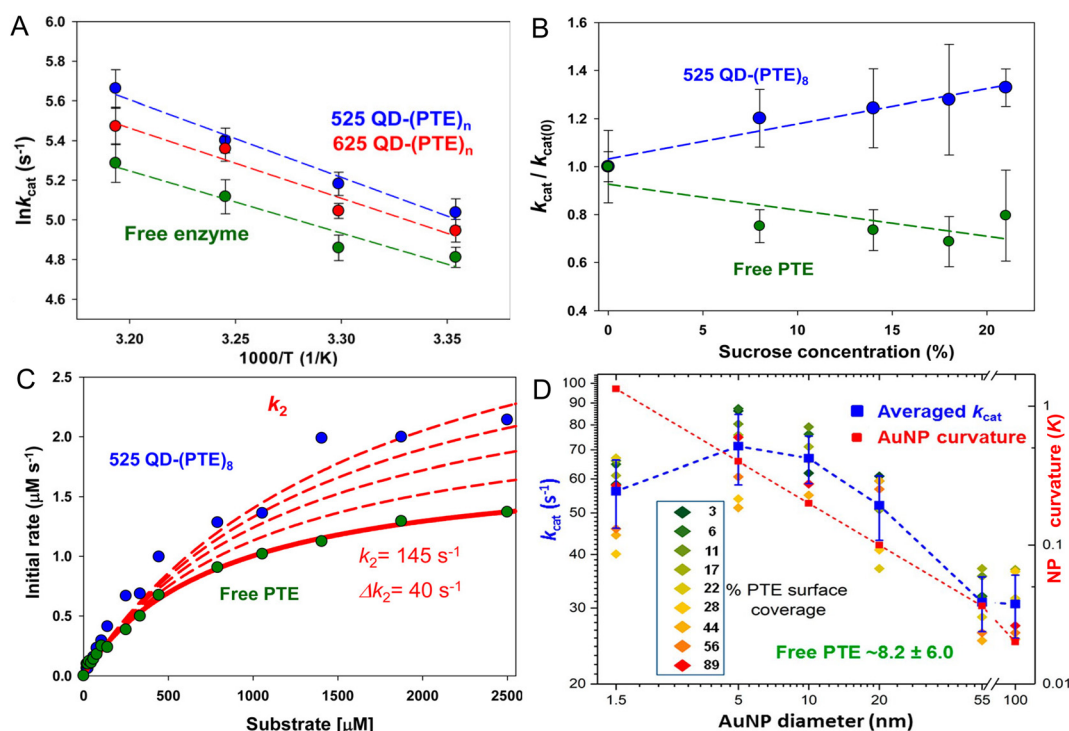 A
6.0
5.8
5.6
5.4
5.2
5.0
4.8
4.6
lnkcat (s-1)
525 QD-(PTE)n
625 QD-(PTE)n
Free enzyme
3.20 3.25 3.30 3.35
1000/T (1/K)
B
1.6
1.4
1.2
1.0
0.8
0.6
0.4
kcat / kcat(0)
525 QD-(PTE)8
Free PTE
0 5 10 15 20
Sucrose concentration (%)
C
2.5
2.0
1.5
1.0
0.5
0.0
Initial rate (μM s-1)
k2
525 QD-(PTE)8
Free PTE
k2= 145 s-1
Δk2= 40 s-1
0 500 1000 1500 2000 2500
Substrate [μM]
D
100
90
80
70
60
50
40
30
20
kcat (s-1)
Averaged kcat
AuNP curvature
3
6
11
17
22
28
44
56
89
% PTE surface
coverage
Free PTE ~8.2 ± 6.0
1
0.1
0.01
NP curvature (K)
1.5 5 10 20 55 100
AuNP diameter (nm)